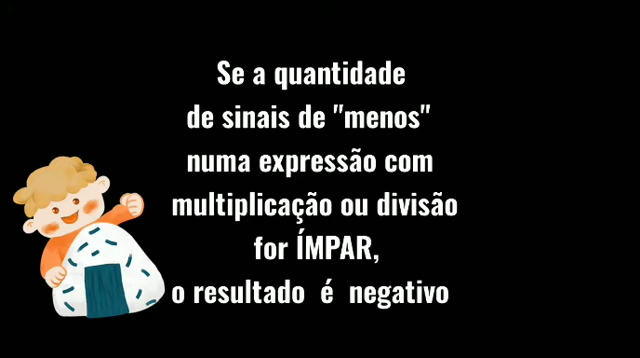 Se a quantidade
de sinais de "menos"
numa expressão com
multiplicação ou divisão
for ÍMPAR,
o resultado é negativo